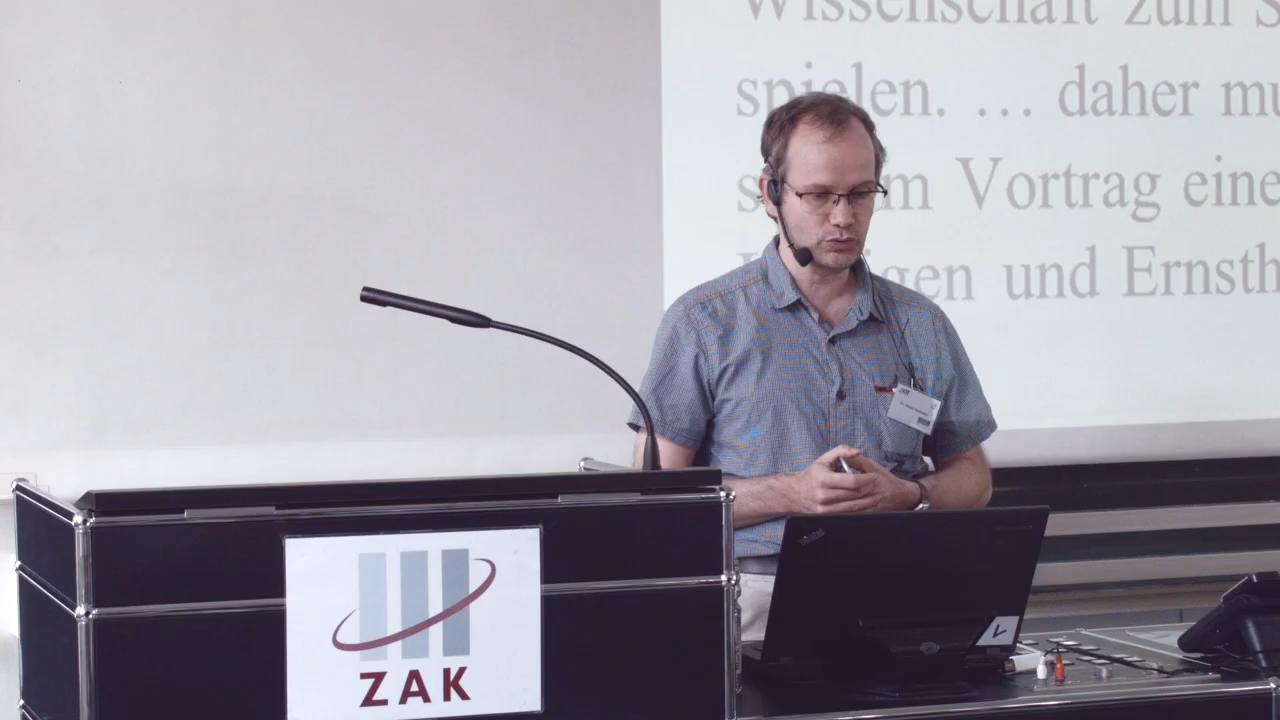 Wissenschaft zum S
spielen. … daher mu
Vortrag eine
und Ernsth
ZAK